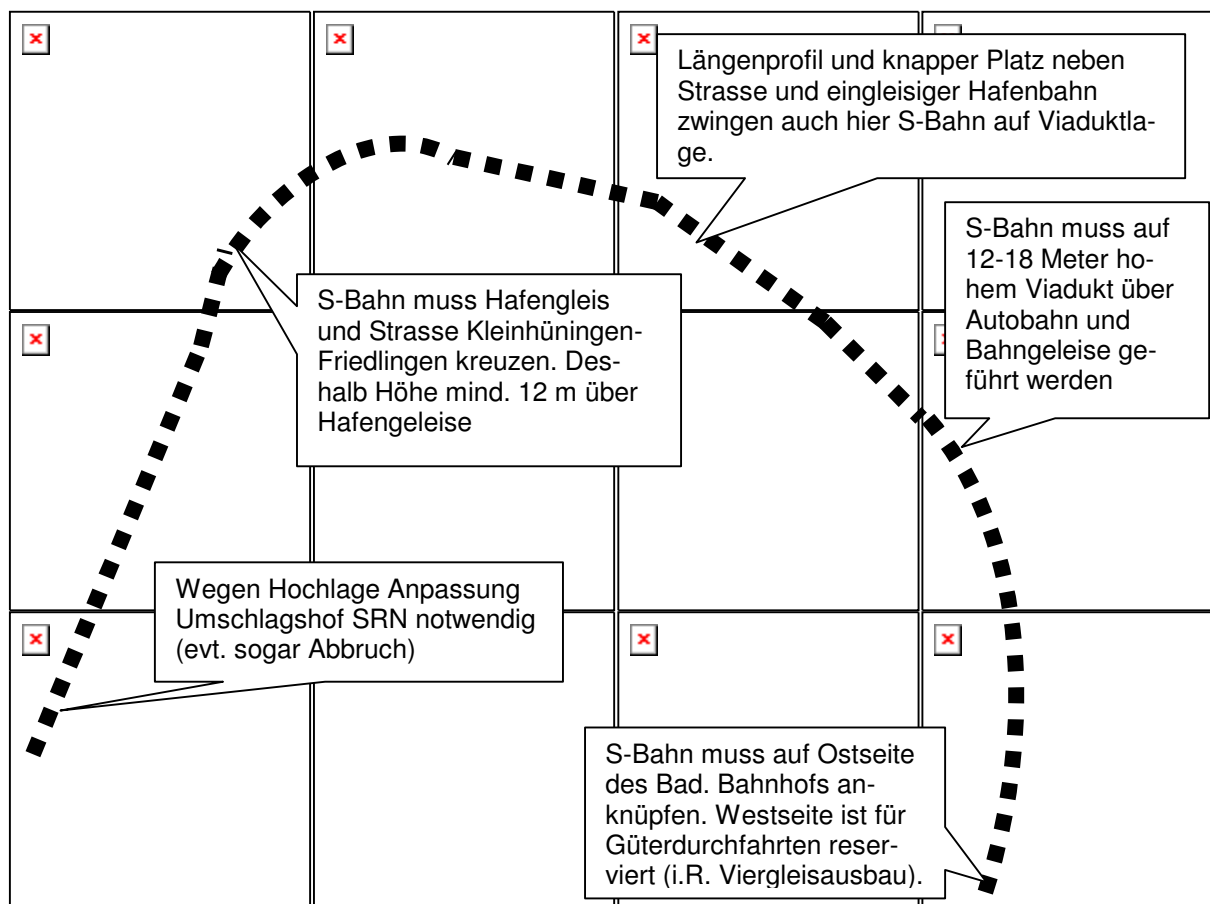 Längenprofil und knapper Platz neben
Strasse und eingleisiger Hafenbahn
zwingen auch hier S-Bahn auf Viaduktla-
ge.
S-Bahn muss auf
12-18 Meter ho-
hem Viadukt über
Autobahn und
Bahngeleise ge-
führt werden
S-Bahn muss Hafengleis
und Strasse Kleinhüningen-
Friedlingen kreuzen. Des-
halb Höhe mind. 12 m über
Hafengeleise
Wegen Hochlage Anpassung
Umschlagshof SRN notwendig
(evt. sogar Abbruch)
S-Bahn muss auf Ostseite
des Bad. Bahnhofs an-
knüpfen. Westseite ist für
Güterdurchfahrten reser-
viert (i.R. Viergleisausbau).